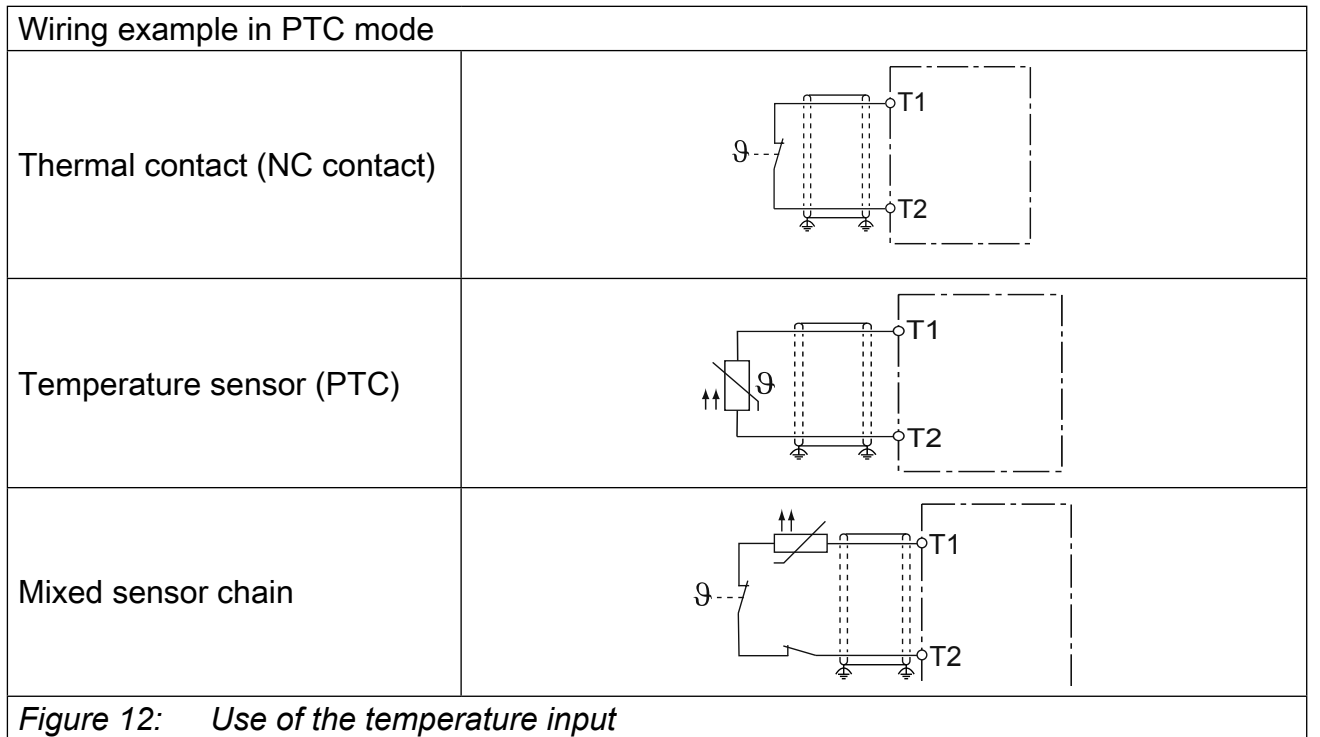 Wiring example in PTC mode
Thermal contact (NC contact)
T1
ϑ
T2
Temperature sensor (PTC)
T1
ϑ
T2
Mixed sensor chain
T1
ϑ
T2
Figure 12: Use of the temperature input